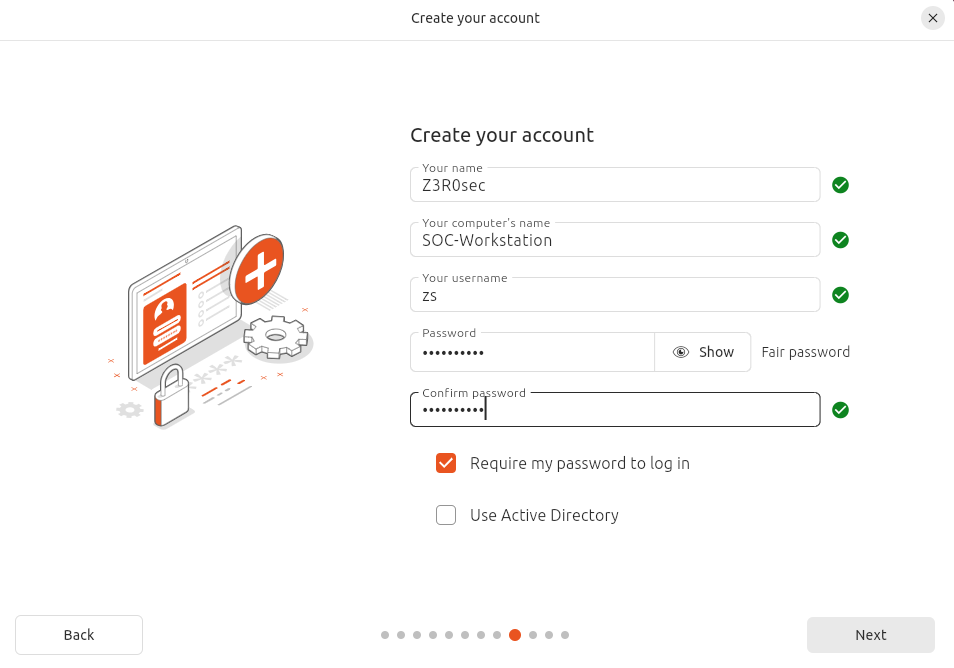 Create your account
Create your account
Your name
Z3R0sec
Your computer's name
SOC-Workstation
Your username
zs
Password
•••••••••• Show Fair password
Confirm password
••••••••••
Require my password to log in
Use Active Directory
Back Next